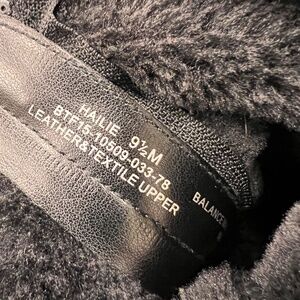 HAILIE 9½M
BTF15-10509-033-78
LEATHER&TEXTILE UPPER
BALANCE